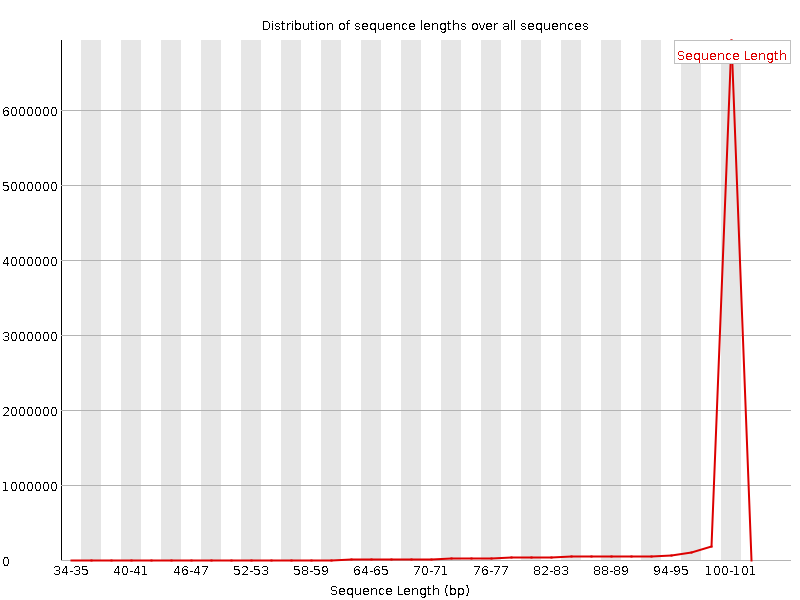 Distribution of sequence lengths over all sequences
Sequence Length
6000000
5000000
4000000
3000000
2000000
1000000
0
34-35 40-41 46-47 52-53 58-59 64-65 70-71 76-77 82-83 88-89 94-95 100-101
Sequence Length (bp)